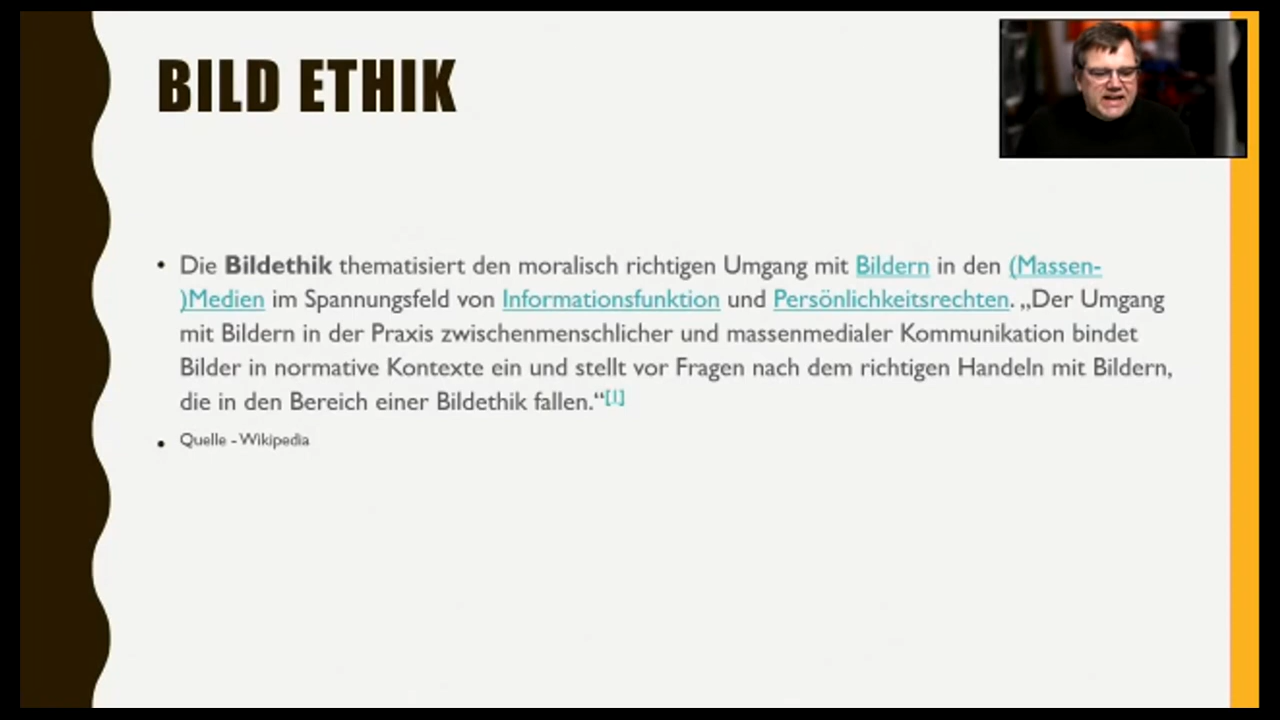 BILD ETHIK
• Die Bildethik thematisiert den moralisch richtigen Umgang mit Bildern in den (Massen-
)Medien im Spannungsfeld von Informationsfunktion und Persönlichkeitsrechten. „Der Umgang
mit Bildern in der Praxis zwischenmenschlicher und massenmedialer Kommunikation bindet
Bilder in normative Kontexte ein und stellt vor Fragen nach dem richtigen Handeln mit Bildern,
die in den Bereich einer Bildethik fallen.“[1]
• Quelle - Wikipedia